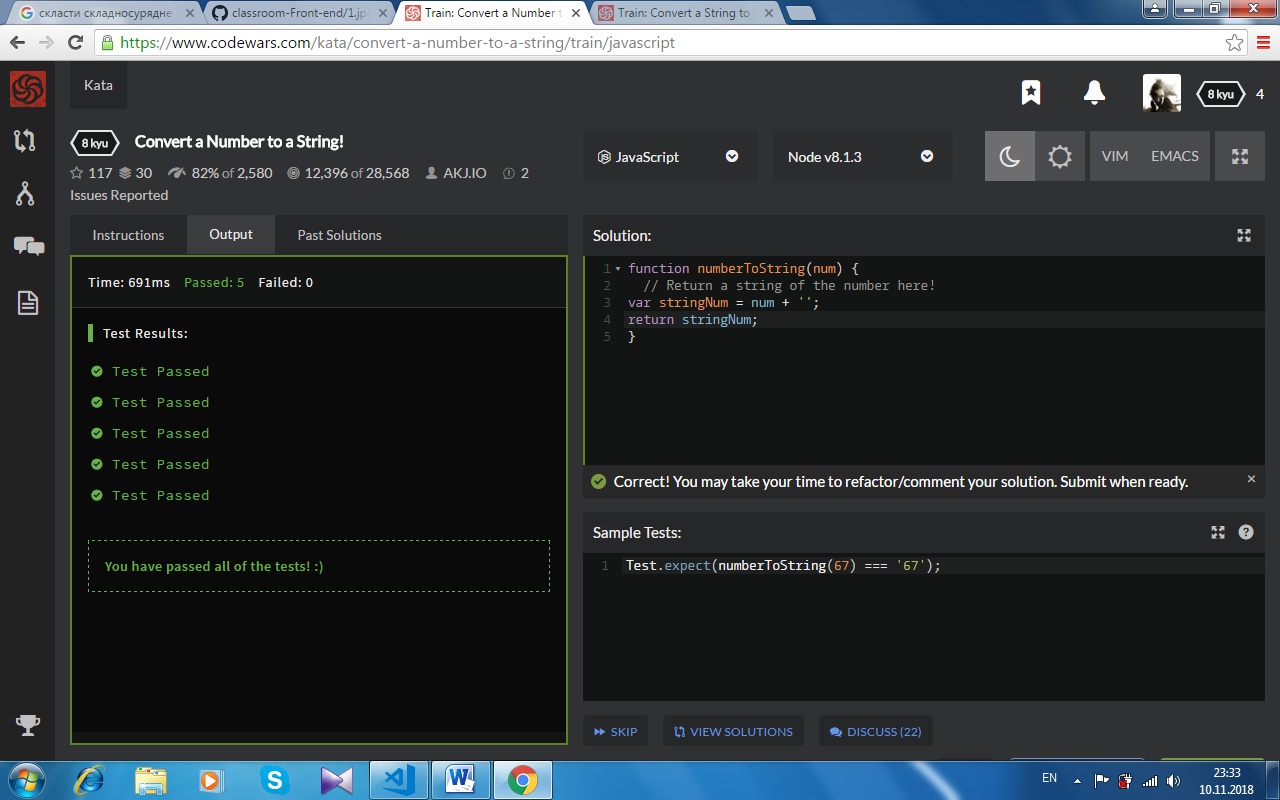 скласти складносурядне
classroom-Front-end/1.jp
Train: Convert a Number t
Train: Convert a String to
https://www.codewars.com/kata/convert-a-number-to-a-string/train/javascript
Kata
8 kyu 4
8 kyu Convert a Number to a String!
117 30 82% of 2,580 12,396 of 28,568 AKJ.IO 2
Issues Reported
JavaScript
Node v8.1.3
VIM EMACS
Instructions Output Past Solutions
Time: 691ms Passed: 5 Failed: 0
Test Results:
Test Passed
Test Passed
Test Passed
Test Passed
Test Passed
You have passed all of the tests! :)
Solution:
1 function numberToString(num) {
2 // Return a string of the number here!
3 var stringNum = num + '';
4 return stringNum;
5 }
Correct! You may take your time to refactor/comment your solution. Submit when ready.
Sample Tests:
1 Test.expect(numberToString(67) === '67');
SKIP VIEW SOLUTIONS DISCUSS (22)
EN
23:33
10.11.2018